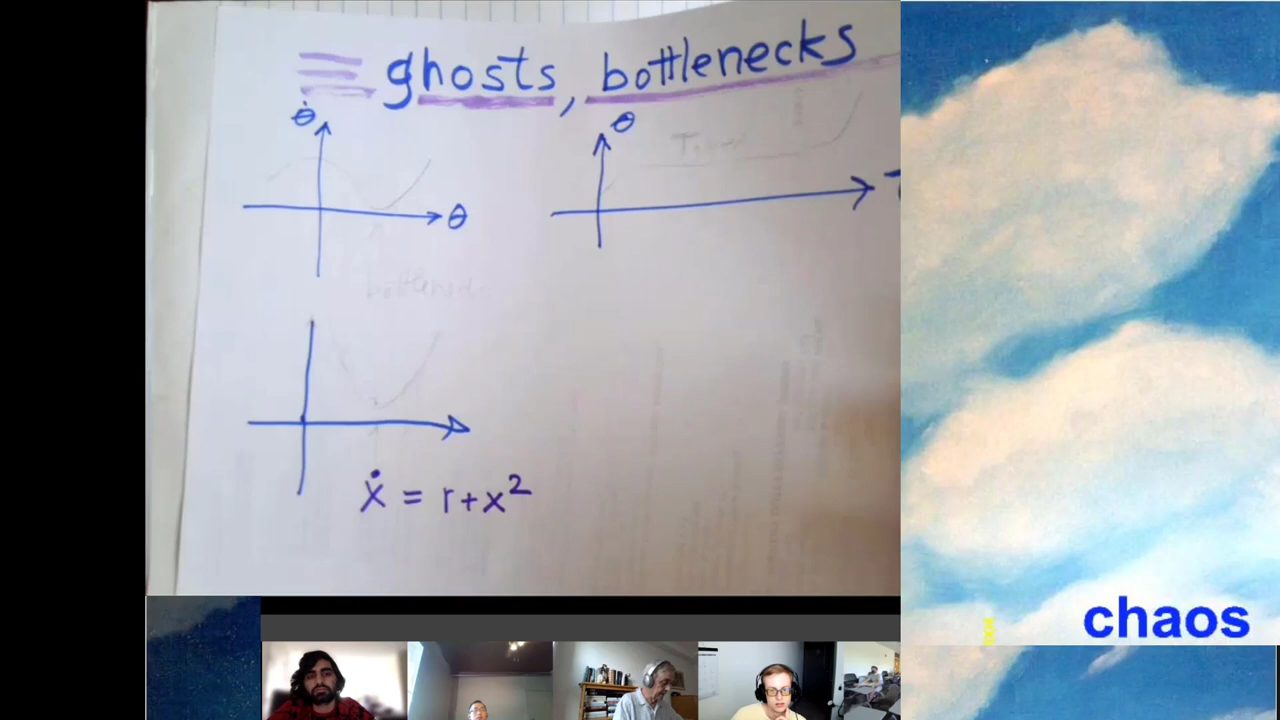 ghosts, bottlenecks
θ̇
θ
θ
ẋ = r + x²
chaos